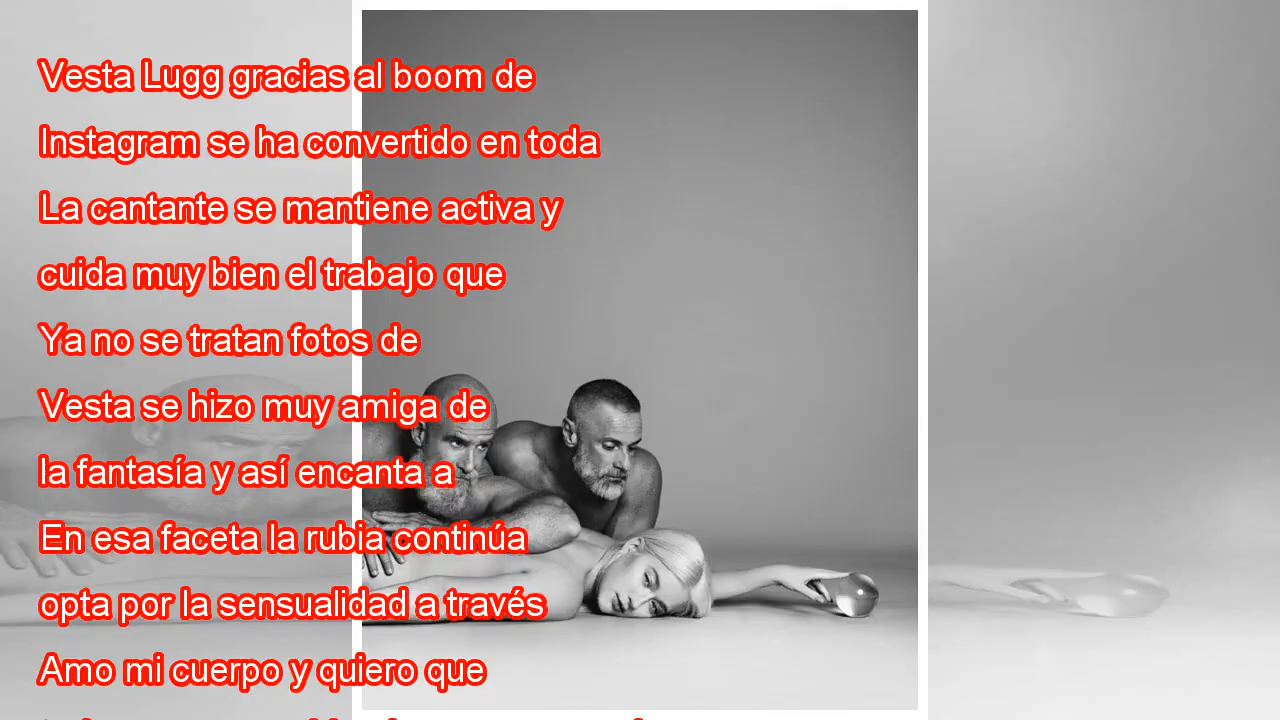 Vesta Lugg gracias al boom de
Instagram se ha convertido en toda
La cantante se mantiene activa y
cuida muy bien el trabajo que
Ya no se tratan fotos de
Vesta se hizo muy amiga de
la fantasía y así encanta a
En esa faceta la rubia continúa
opta por la sensualidad a través
Amo mi cuerpo y quiero que